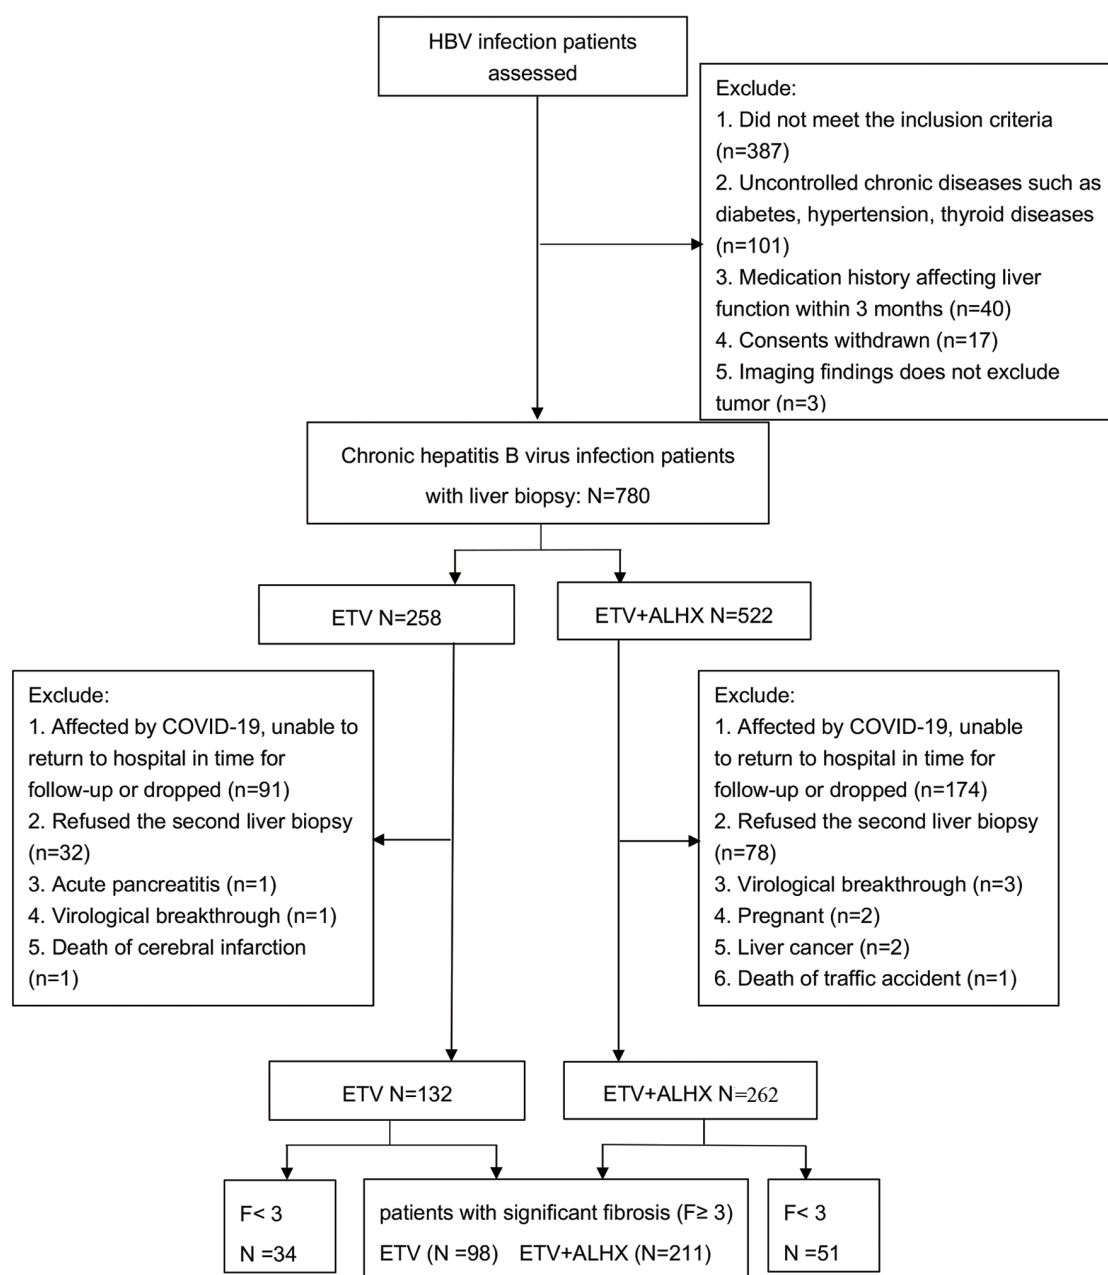 HBV infection patients
assessed
Exclude:
1. Did not meet the inclusion criteria
(n=387)
2. Uncontrolled chronic diseases such as
diabetes, hypertension, thyroid diseases
(n=101)
3. Medication history affecting liver
function within 3 months (n=40)
4. Consents withdrawn (n=17)
5. Imaging findings does not exclude
tumor (n=3)
Chronic hepatitis B virus infection patients
with liver biopsy: N=780
ETV N=258
ETV+ALHX N=522
Exclude:
1. Affected by COVID-19, unable to
return to hospital in time for
follow-up or dropped (n=91)
2. Refused the second liver biopsy
(n=32)
3. Acute pancreatitis (n=1)
4. Virological breakthrough (n=1)
5. Death of cerebral infarction
(n=1)
Exclude:
1. Affected by COVID-19, unable
to return to hospital in time for
follow-up or dropped (n=174)
2. Refused the second liver biopsy
(n=78)
3. Virological breakthrough (n=3)
4. Pregnant (n=2)
5. Liver cancer (n=2)
6. Death of traffic accident (n=1)
ETV N=132
ETV+ALHX N=262
F< 3
N =34
patients with significant fibrosis (F≥ 3)
ETV (N =98) ETV+ALHX (N=211)
F< 3
N =51